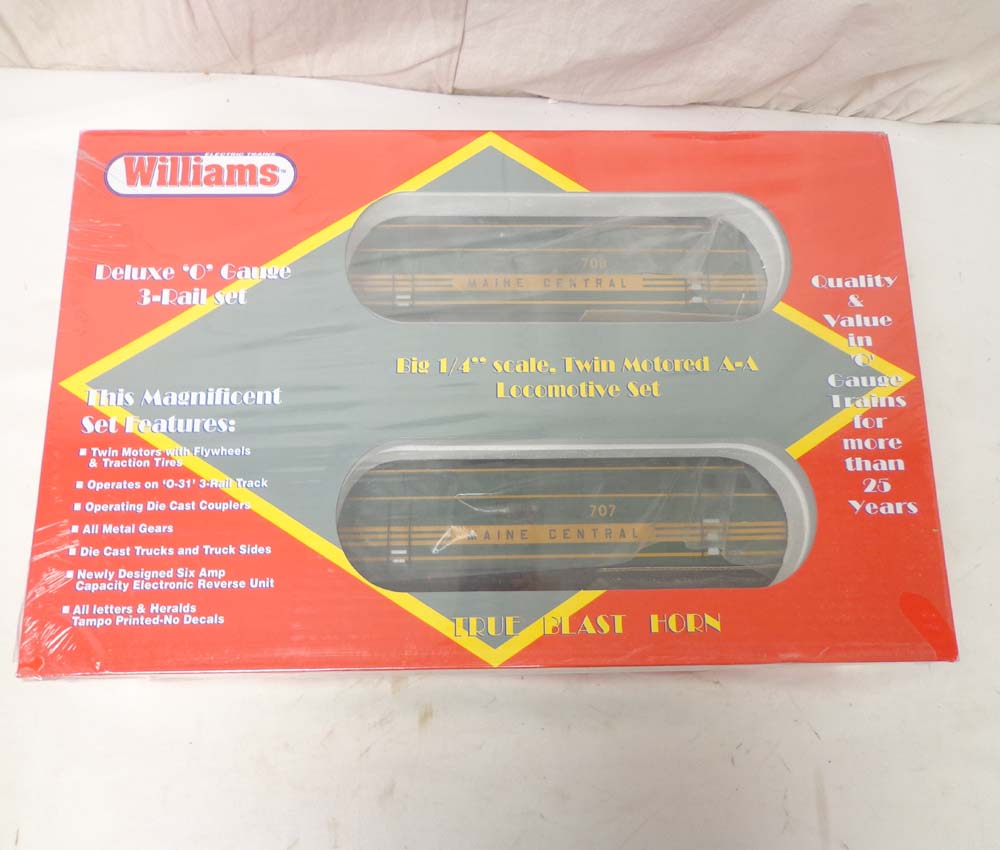 ELECTRIC TRAINS
Williams™
Deluxe 'O' Gauge
3-Rail set
This Magnificent
Set Features:
■ Twin Motors with Flywheels
& Traction Tires
■ Operates on 'O-31' 3-Rail Track
■ Operating Die Cast Couplers
■ All Metal Gears
■ Die Cast Trucks and Truck Sides
■ Newly Designed Six Amp
Capacity Electronic Reverse Unit
■ All letters & Heralds
Tampo Printed-No Decals
MAINE CENTRAL
Big 1/4" scale, Twin Motored A-A
Locomotive Set
707
MAINE CENTRAL
TRUE BLAST HORN
Quality
&
Value
in
'O'
Gauge
Trains
for
more
than
25
Years